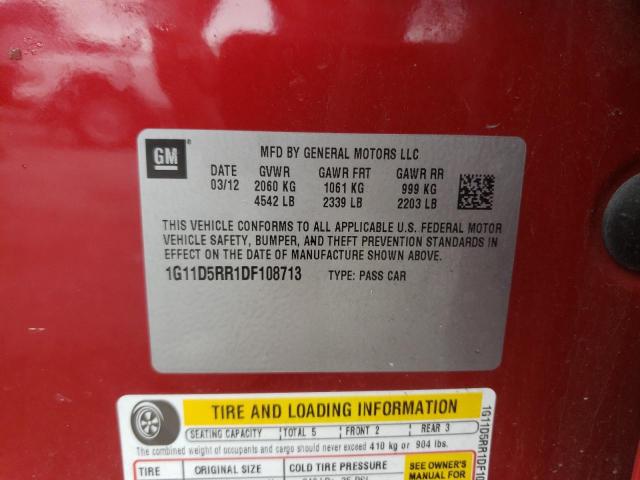 GM
MFD BY GENERAL MOTORS LLC
DATE GVWR GAWR FRT GAWR RR
03/12 2060 KG 1061 KG 999 KG
4542 LB 2339 LB 2203 LB
THIS VEHICLE CONFORMS TO ALL APPLICABLE U.S. FEDERAL MOTOR
VEHICLE SAFETY, BUMPER, AND THEFT PREVENTION STANDARDS IN
EFFECT ON THE DATE OF MANUFACTURE SHOWN ABOVE.
1G11D5RR1DF108713 TYPE: PASS CAR
TIRE AND LOADING INFORMATION
SEATING CAPACITY TOTAL 5 FRONT 2 REAR 3
The combined weight of occupants and cargo should never exceed 410 kg or 904 lbs.
TIRE ORIGINAL SIZE COLD TIRE PRESSURE
SEE OWNER'S
MANUAL FOR
1G11D5RR1DF10